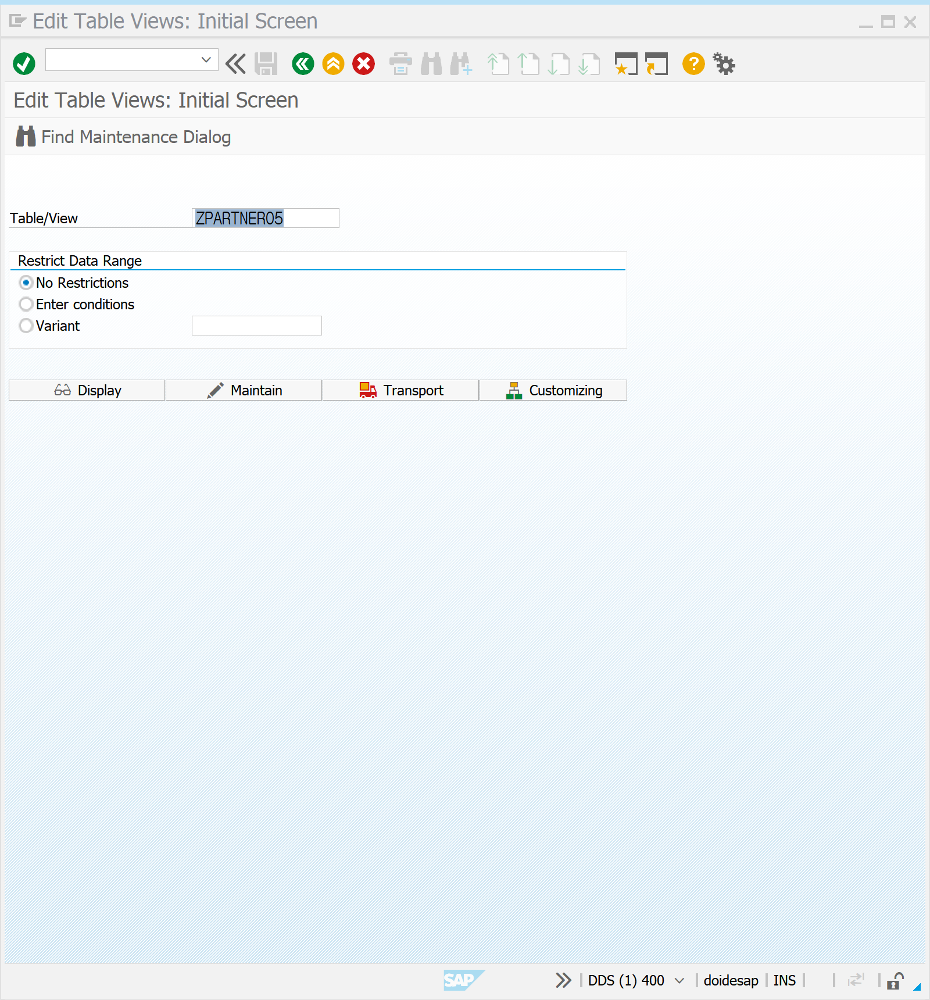 Edit Table Views: Initial Screen
Edit Table Views: Initial Screen
Find Maintenance Dialog
Table/View ZPARTNER05
Restrict Data Range
No Restrictions
Enter conditions
Variant
Display Maintain Transport Customizing
SAP DDS (1) 400 doidesap INS